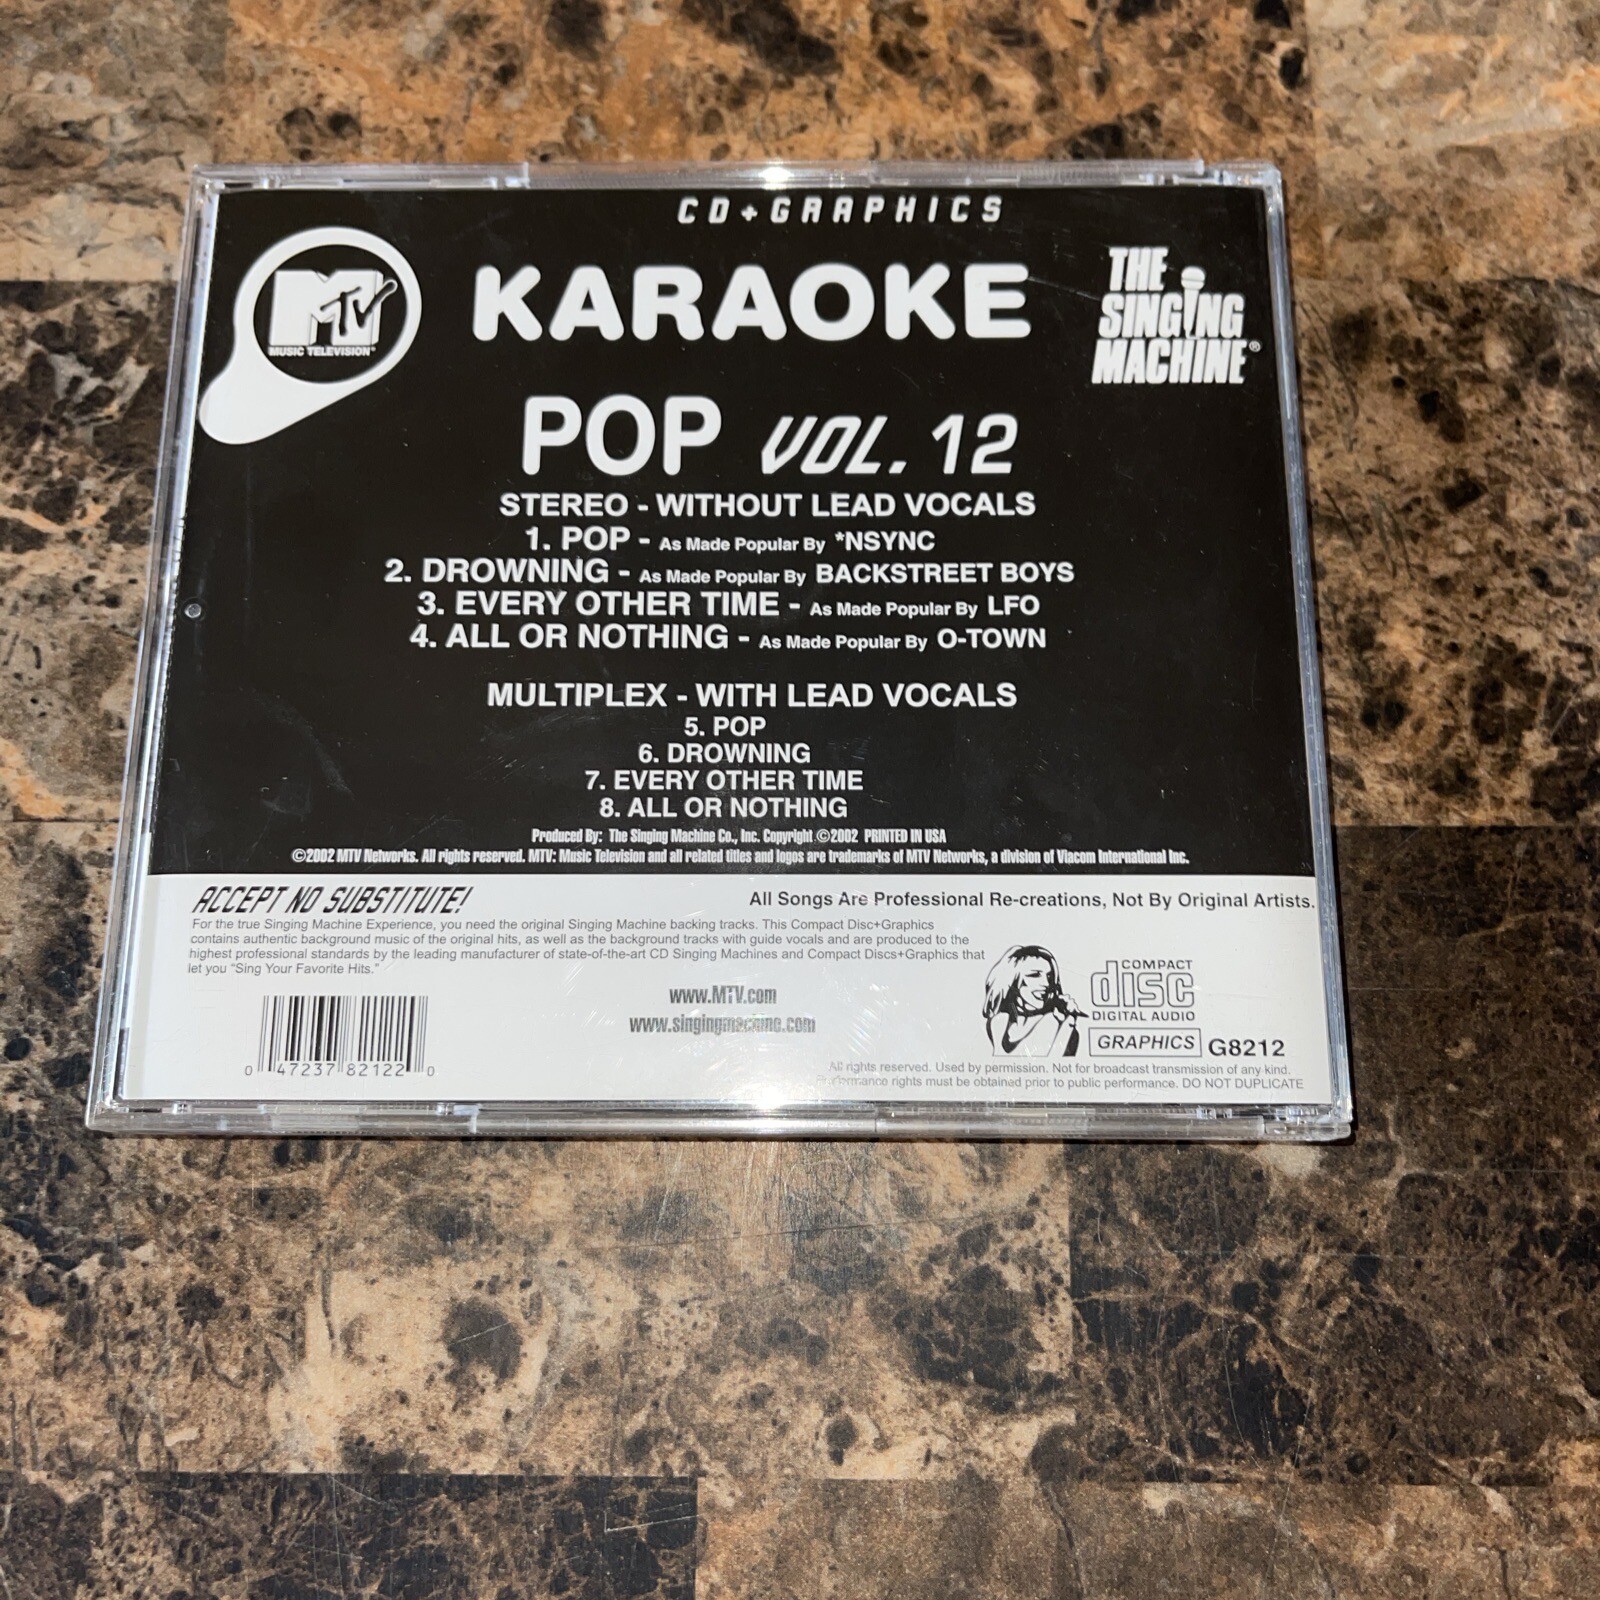 CD+GRAPHICS
MTV
MUSIC TELEVISION®
KARAOKE
THE
SINGING
MACHINE®
POP VOL. 12
STEREO - WITHOUT LEAD VOCALS
1. POP - As Made Popular By *NSYNC
2. DROWNING - As Made Popular By BACKSTREET BOYS
3. EVERY OTHER TIME - As Made Popular By LFO
4. ALL OR NOTHING - As Made Popular By O-TOWN
MULTIPLEX - WITH LEAD VOCALS
5. POP
6. DROWNING
7. EVERY OTHER TIME
8. ALL OR NOTHING
Produced By: The Singing Machine Co., Inc. Copyright ©2002 PRINTED IN USA
©2002 MTV Networks. All rights reserved. MTV: Music Television and all related titles and logos are trademarks of MTV Networks, a division of Viacom International Inc.
ACCEPT NO SUBSTITUTE!
All Songs Are Professional Re-creations, Not By Original Artists.
For the true Singing Machine Experience, you need the original Singing Machine backing tracks. This Compact Disc+Graphics
contains authentic background music of the original hits, as well as the background tracks with guide vocals and are produced to the
highest professional standards by the leading manufacturer of state-of-the-art CD Singing Machines and Compact Discs+Graphics that
let you "Sing Your Favorite Hits."
www.MTV.com
www.singingmachine.com
COMPACT
disc
DIGITAL AUDIO
GRAPHICS G8212
0 47237 82122 0
All rights reserved. Used by permission. Not for broadcast transmission of any kind.
Performance rights must be obtained prior to public performance. DO NOT DUPLICATE